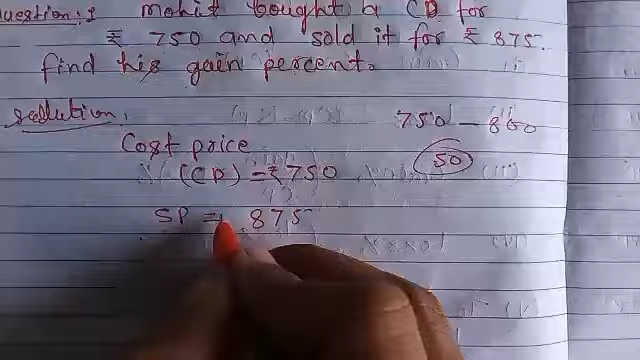 Question:1 Mohit bought a CD for
₹ 750 and sold it for ₹ 875.
find his gain percent.
sollution.
750 - 800
50
Cost price
(CP) = ₹750
SP = 875